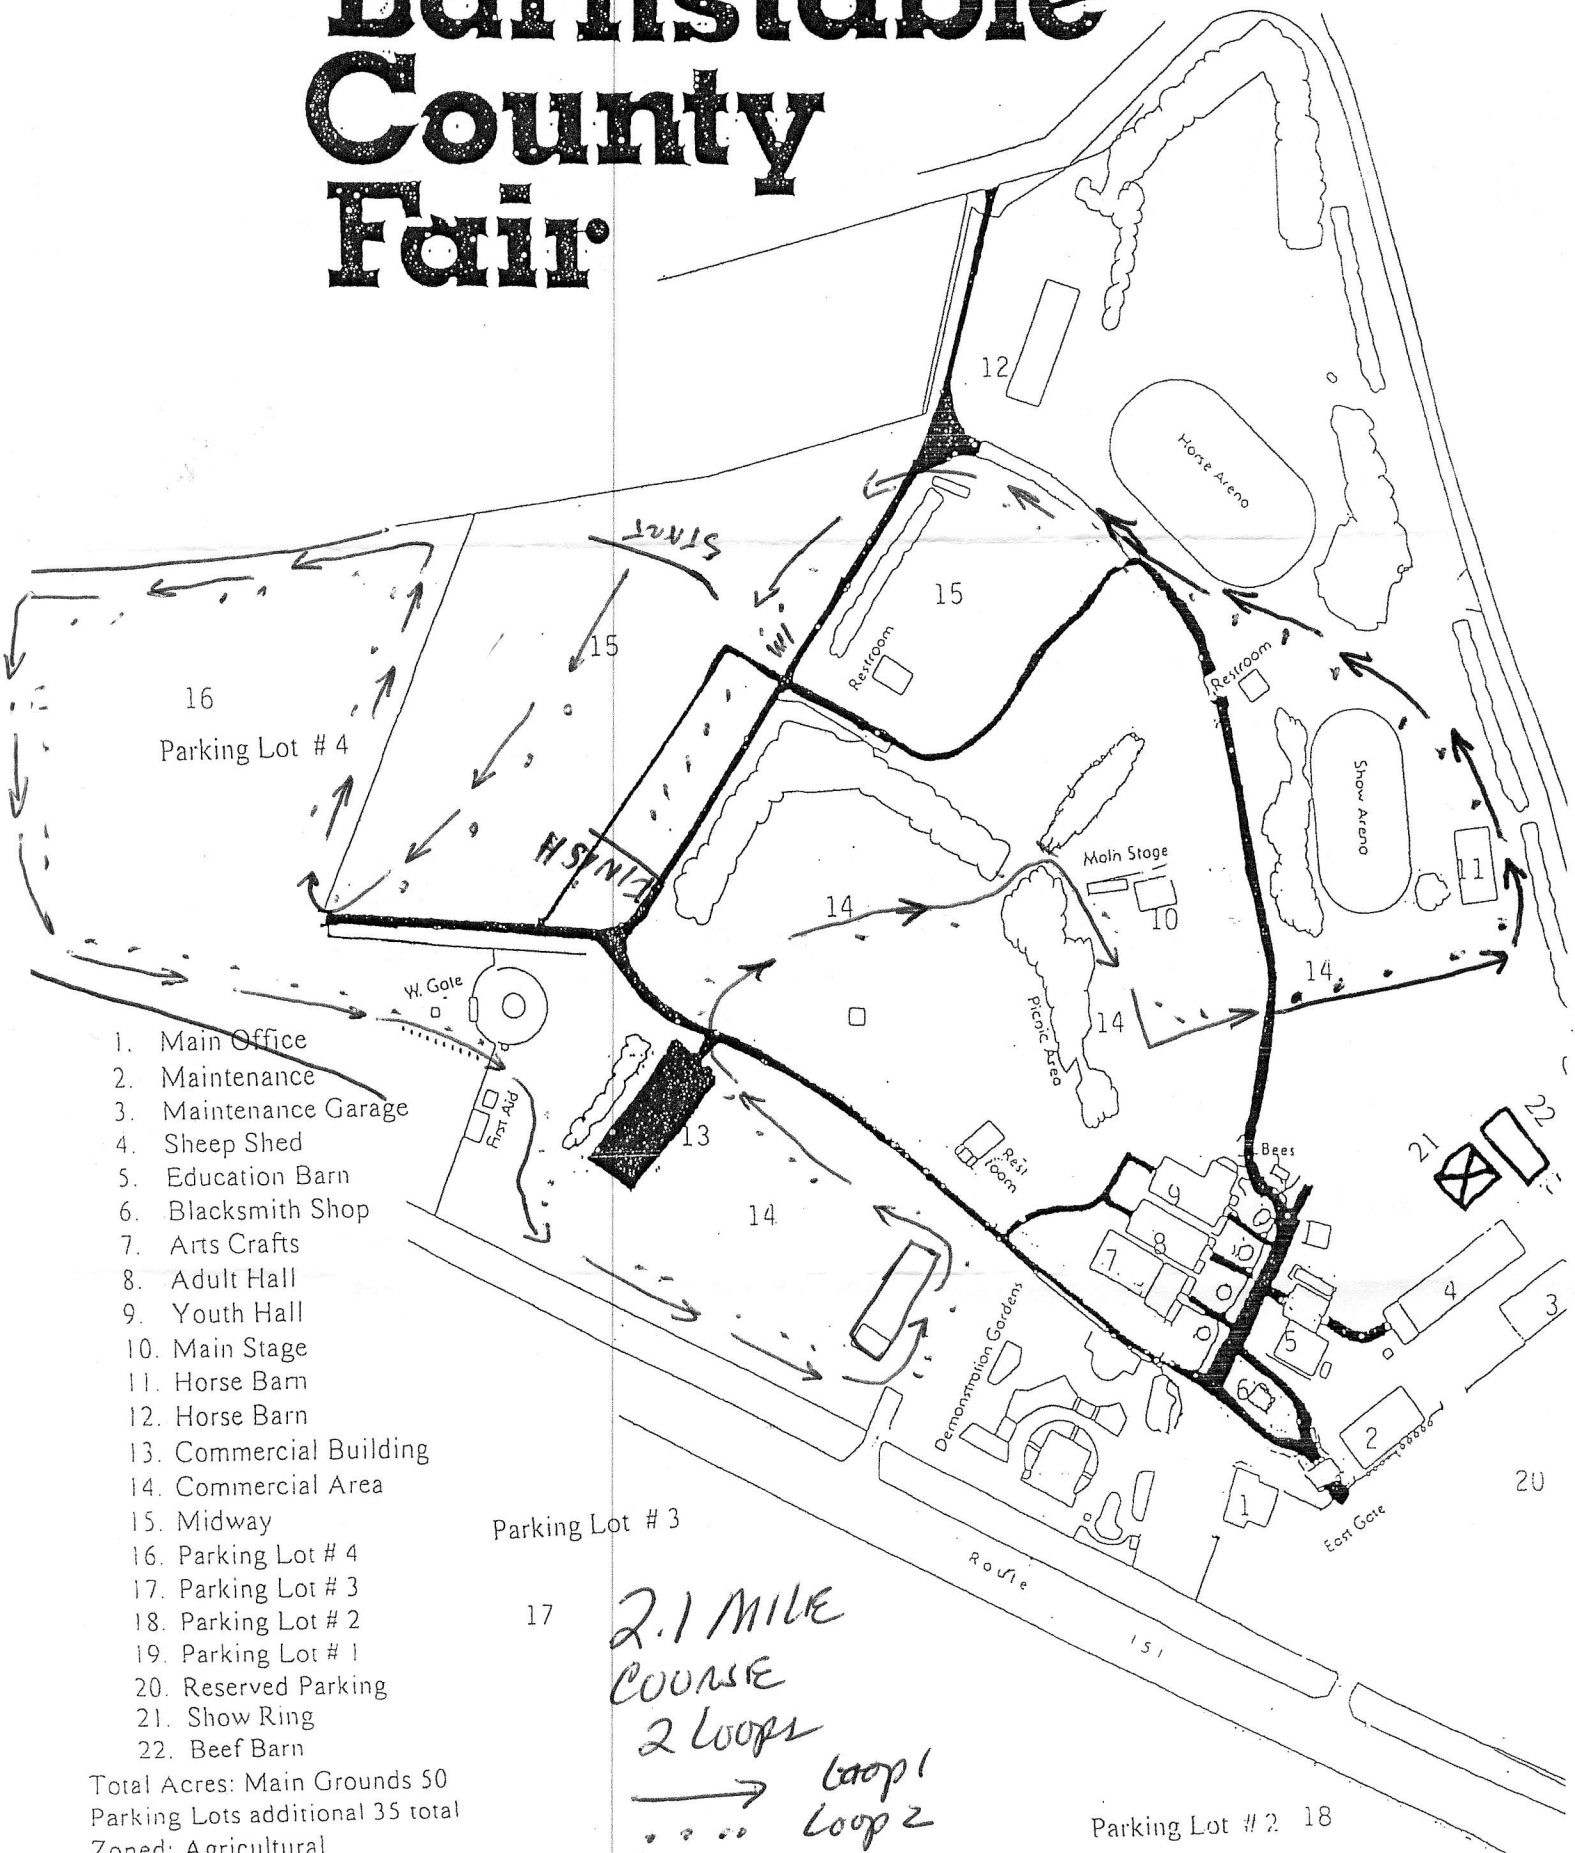 Barnstable
County
Fair
12
Horse Areno
START
15
15
Restroom
Restroom
16
Parking Lot # 4
1M
Show Areno
FINISH
Main Stage
11
14
10
14
W. Gate
Picnic Area
14
1. Main Office
2. Maintenance
3. Maintenance Garage
4. Sheep Shed
5. Education Barn
6. Blacksmith Shop
7. Arts Crafts
8. Adult Hall
9. Youth Hall
10. Main Stage
11. Horse Barn
12. Horse Barn
13. Commercial Building
14. Commercial Area
15. Midway
16. Parking Lot # 4
17. Parking Lot # 3
18. Parking Lot # 2
19. Parking Lot # 1
20. Reserved Parking
21. Show Ring
22. Beef Barn
Total Acres: Main Grounds 50
Parking Lots additional 35 total
Zoned: Agricultural
First Aid
13
Rest
room
Bees
21
22
14
9
8
7
4
3
5
6
2
1
20
Demonstration Gardens
East Gate
Parking Lot # 3
17
Route
151
2.1 MILE
COURSE
2 LOOPS
Loop 1
Loop 2
Parking Lot # 2 18